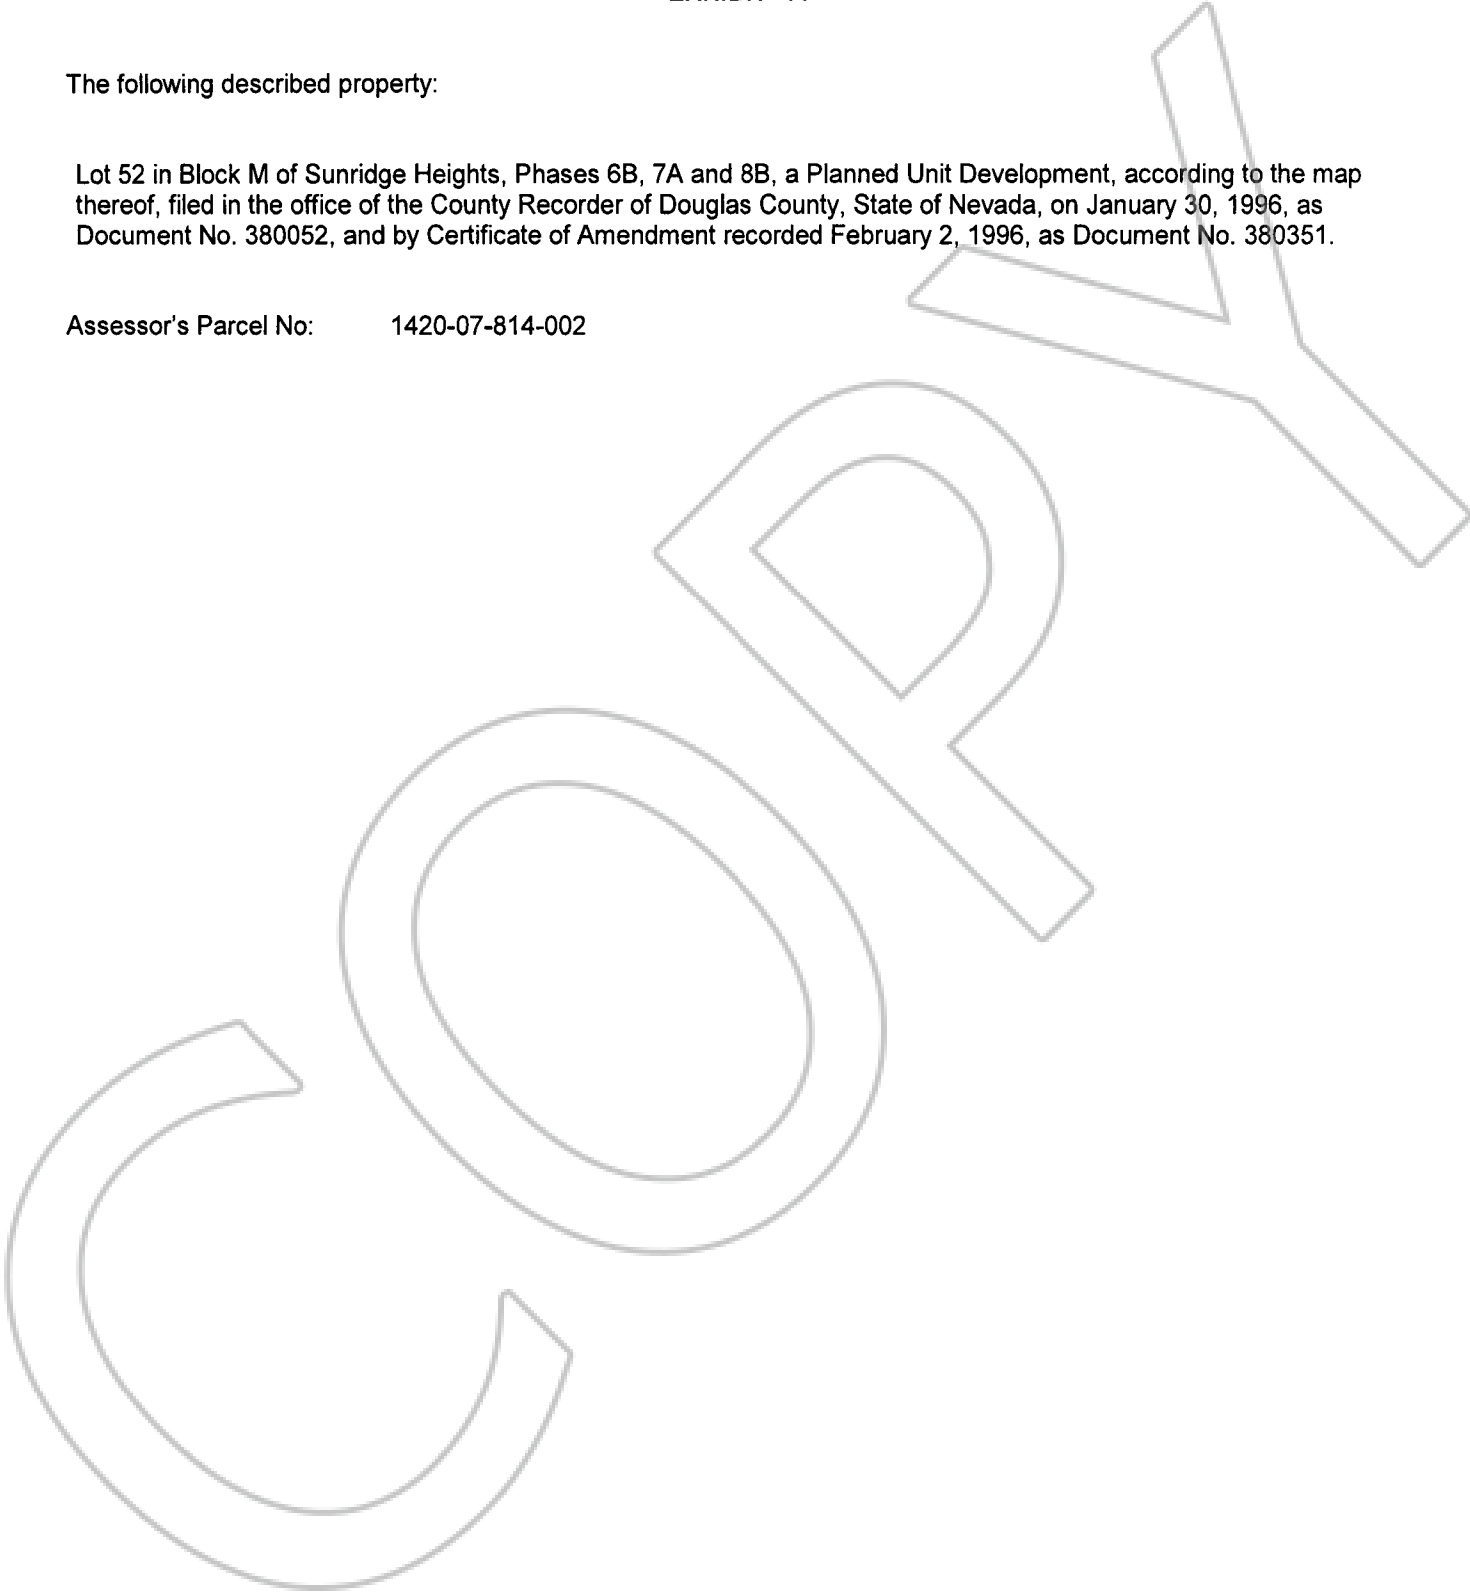 The following described property:
Lot 52 in Block M of Sunridge Heights, Phases 6B, 7A and 8B, a Planned Unit Development, according to the map
thereof, filed in the office of the County Recorder of Douglas County, State of Nevada, on January 30, 1996, as
Document No. 380052, and by Certificate of Amendment recorded February 2, 1996, as Document No. 380351.
Assessor's Parcel No: 1420-07-814-002
COPY